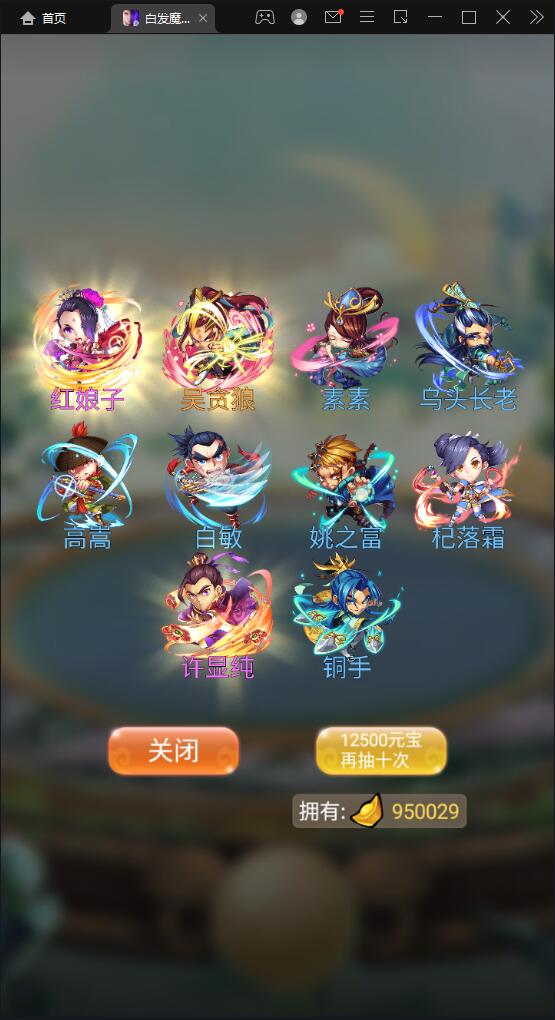 首页
白发魔...
红娘子
吴贪狼
素素
乌头长老
高嵩
白敏
姚之富
杞落霜
许显纯
铜手
关闭
12500元宝
再抽十次
拥有:
950029